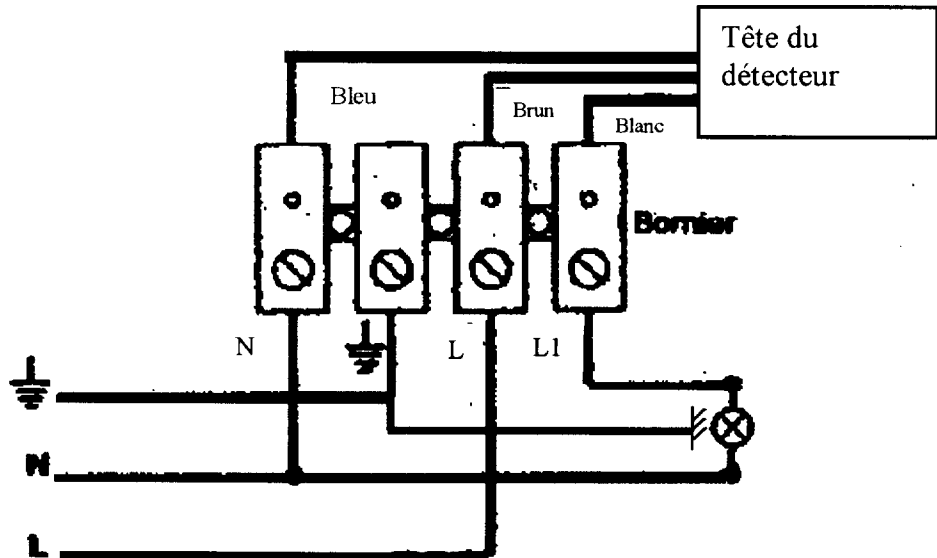 Tête du
détecteur
Bleu
Brun
Blanc
Bornier
N
L
L1
N
L